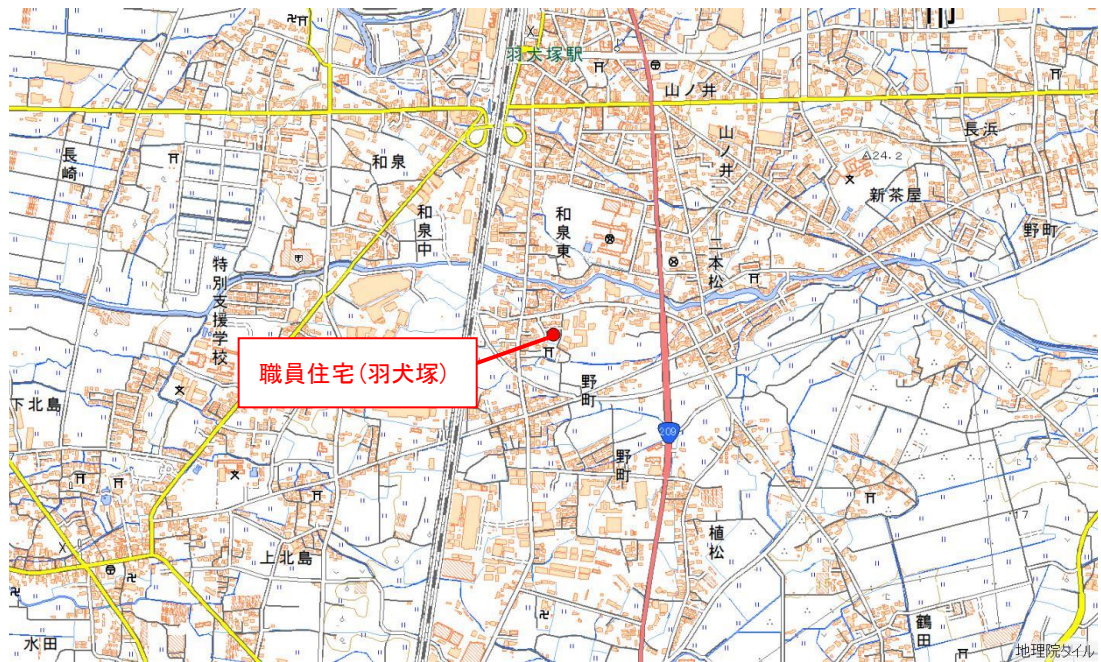 羽犬塚駅
山ノ井
山ノ井
長浜
長崎
和泉
24.2
新茶屋
和泉中
和泉東
二本松
野町
特別支援学校
職員住宅(羽犬塚)
野町
下北島
209
野町
17
植松
上北島
鶴田
水田
地理院タイル